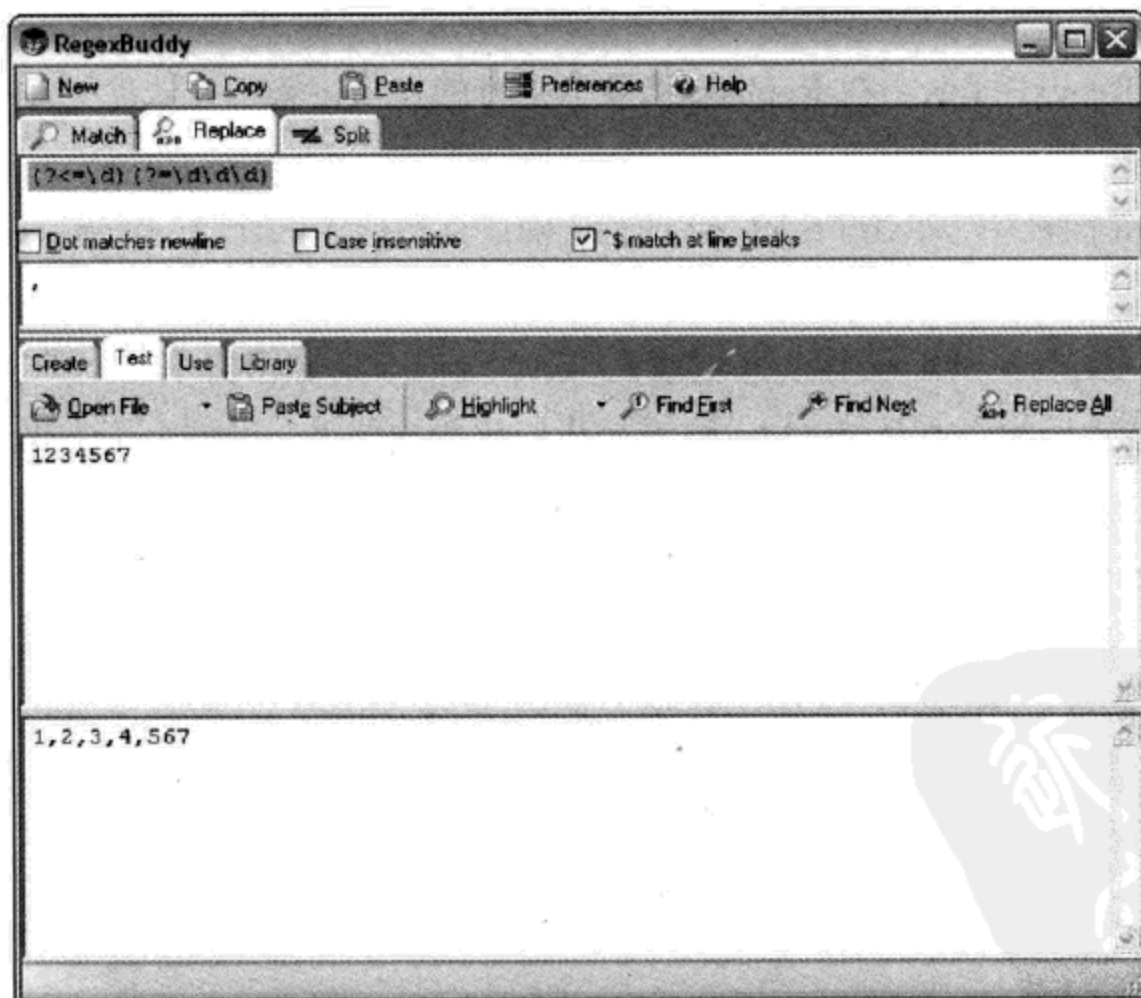 RegexBuddy
New Copy Paste Preferences Help
Match Replace Split
(?<=\d)(?=\d\d\d)
Dot matches newline Case insensitive ^$ match at line breaks
,
Create Test Use Library
Open File Paste Subject Highlight Find First Find Next Replace All
1234567
1,2,3,4,567